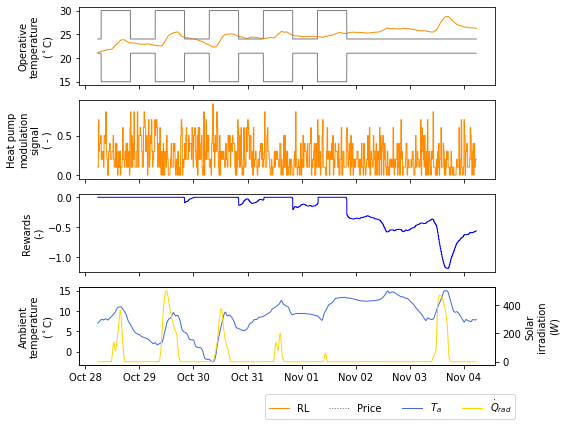 Operative
temperature
(°C)
30
25
20
15
Heat pump
modulation
signal
( - )
0.5
0.0
Rewards
(-)
0.0
−0.5
−1.0
Ambient
temperature
(°C)
15
10
5
0
400
200
0
Solar
irradiation
(W)
Oct 28 Oct 29 Oct 30 Oct 31 Nov 01 Nov 02 Nov 03 Nov 04
RL Price Tₐ Q̇rad